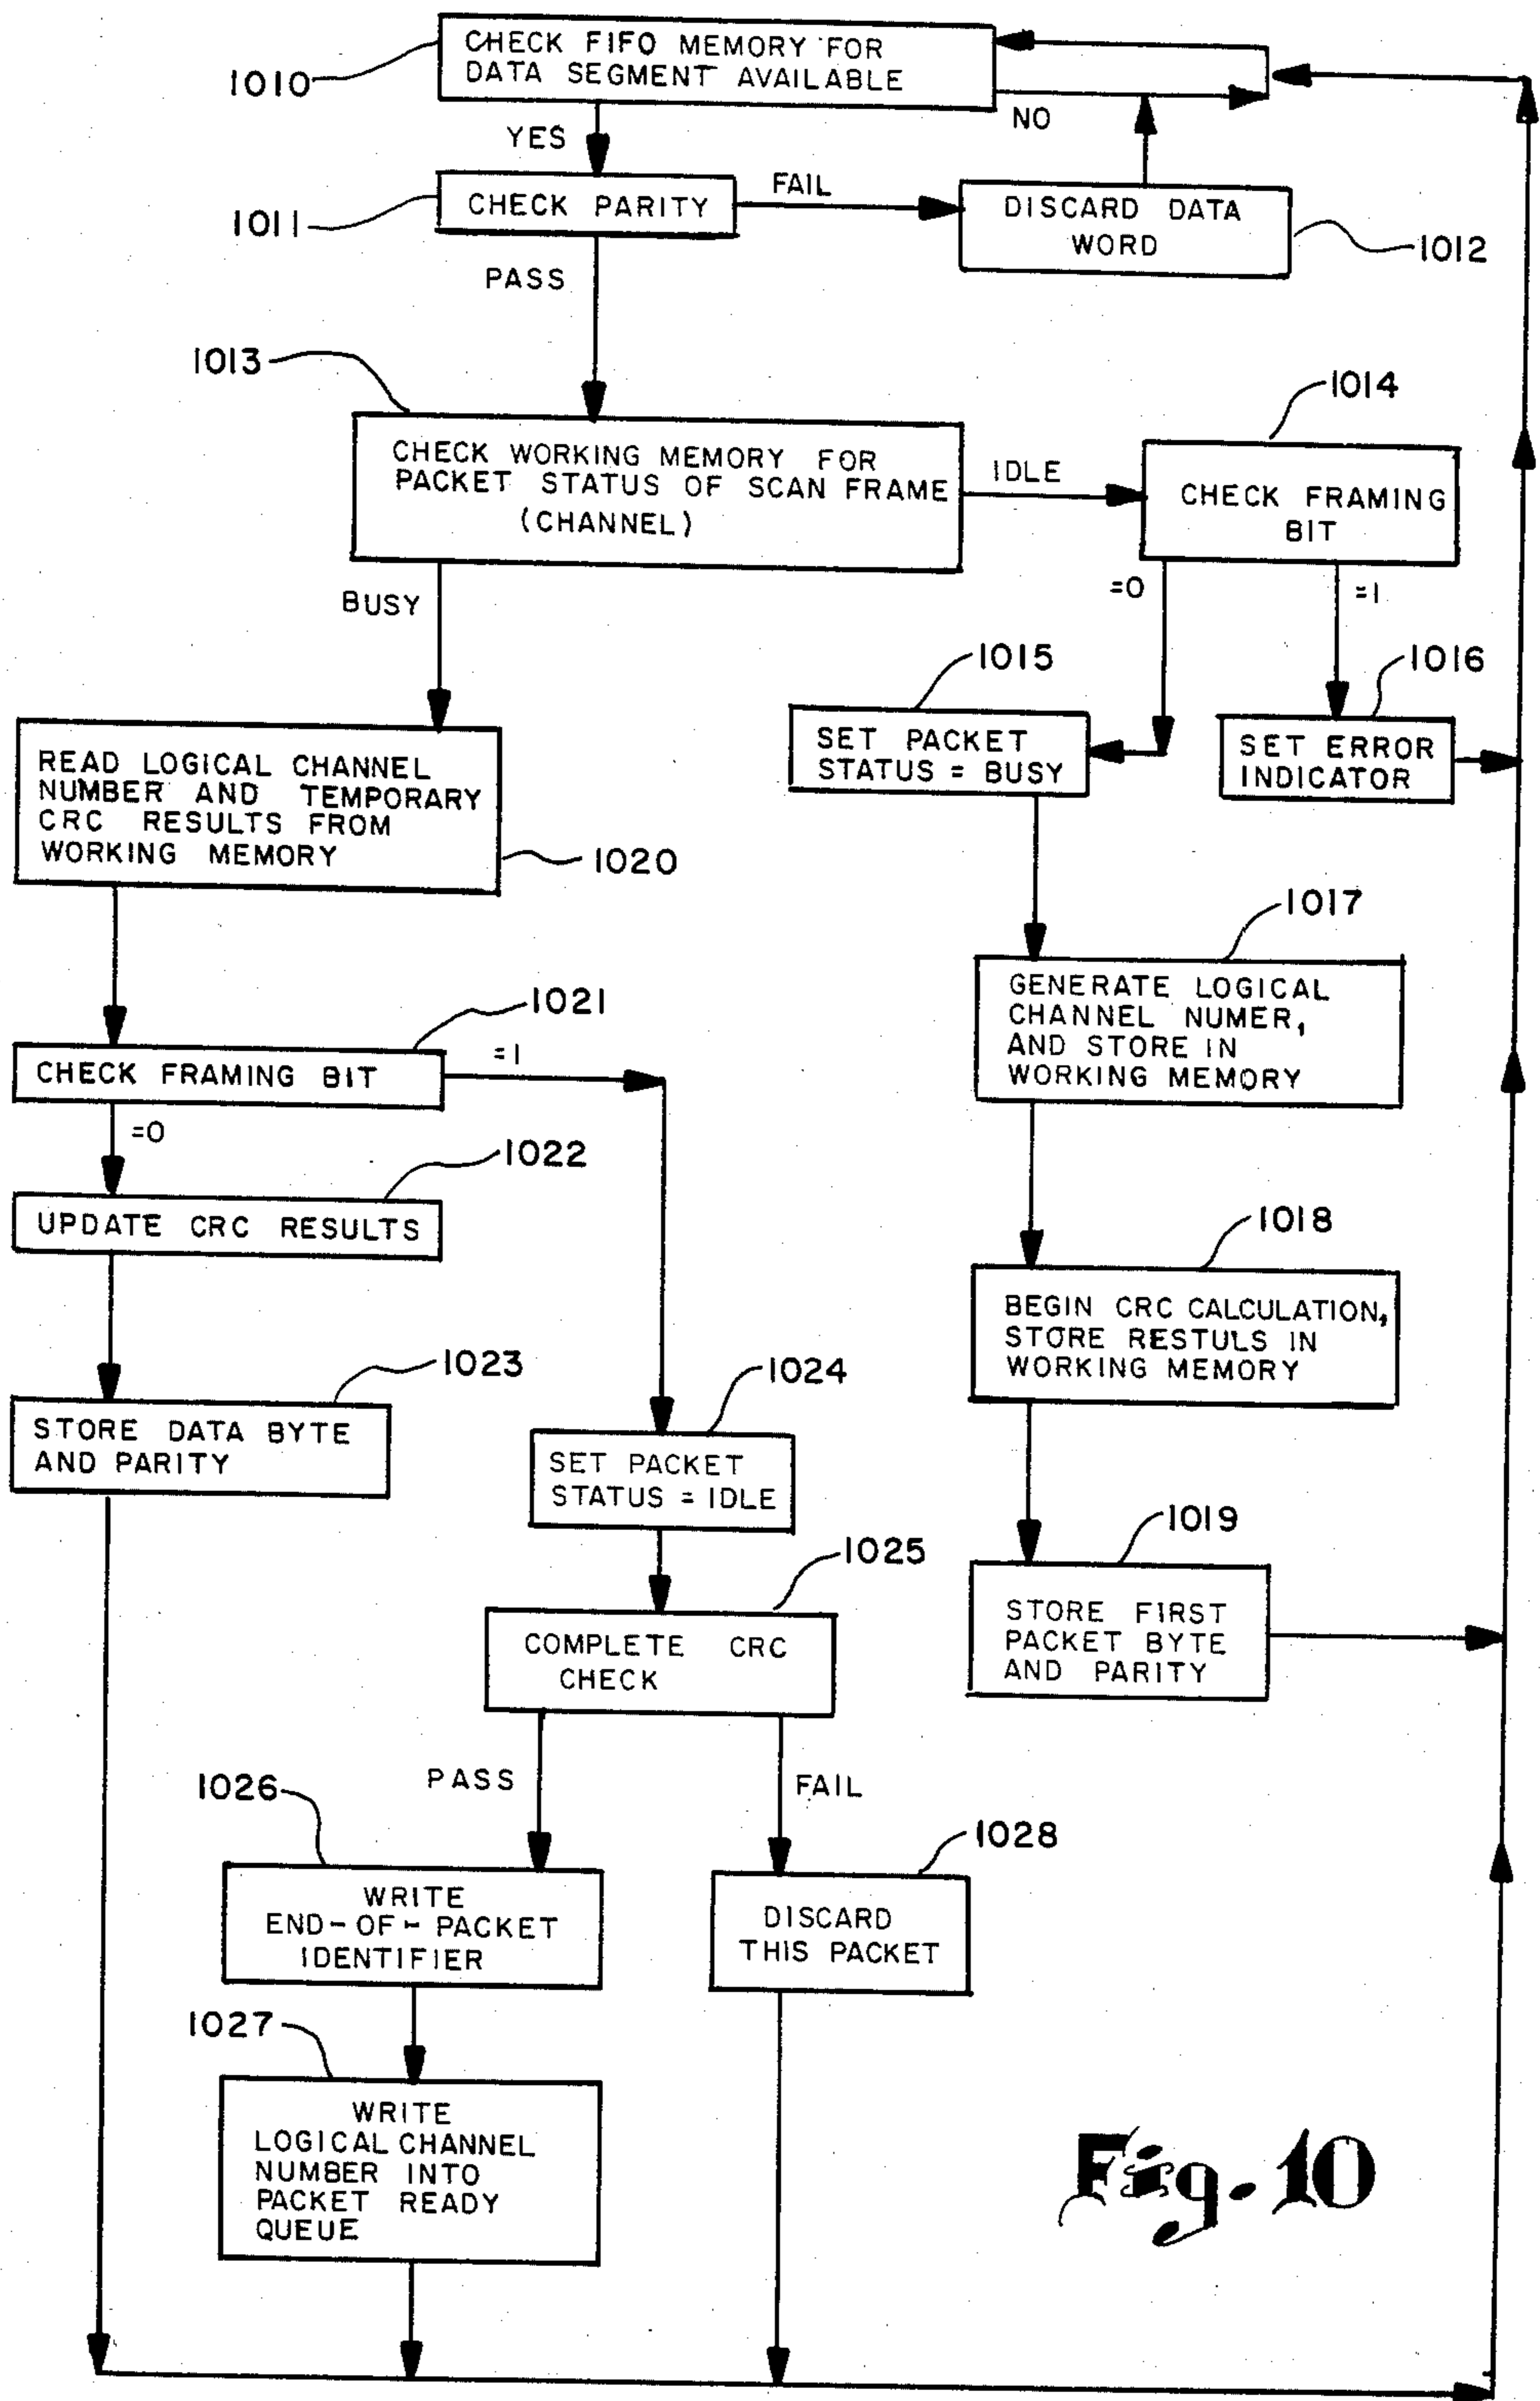 CHECK FIFO MEMORY FOR
DATA SEGMENT AVAILABLE
1010
NO
YES
CHECK PARITY
1011
FAIL
DISCARD DATA
WORD
1012
PASS
1013
CHECK WORKING MEMORY FOR
PACKET STATUS OF SCAN FRAME
(CHANNEL)
IDLE
1014
CHECK FRAMING
BIT
=0
=1
BUSY
1015
SET PACKET
STATUS = BUSY
1016
SET ERROR
INDICATOR
READ LOGICAL CHANNEL
NUMBER AND TEMPORARY
CRC RESULTS FROM
WORKING MEMORY
1020
1017
GENERATE LOGICAL
CHANNEL NUMER,
AND STORE IN
WORKING MEMORY
1021
CHECK FRAMING BIT
=1
=0
1022
UPDATE CRC RESULTS
1018
BEGIN CRC CALCULATION,
STORE RESTULS IN
WORKING MEMORY
1023
STORE DATA BYTE
AND PARITY
1024
SET PACKET
STATUS = IDLE
1019
STORE FIRST
PACKET BYTE
AND PARITY
1025
COMPLETE CRC
CHECK
PASS
FAIL
1026
WRITE
END-OF-PACKET
IDENTIFIER
1028
DISCARD
THIS PACKET
1027
WRITE
LOGICAL CHANNEL
NUMBER INTO
PACKET READY
QUEUE
Fig. 10